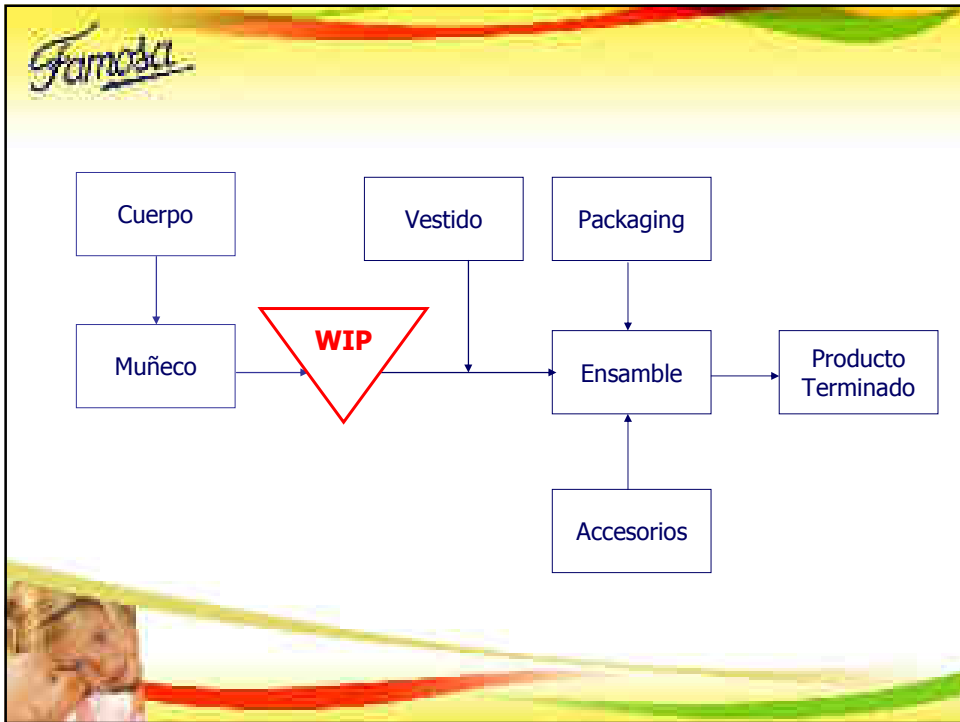 Famosa
Cuerpo
Vestido
Packaging
Muñeco
WIP
Ensamble
Producto
Terminado
Accesorios